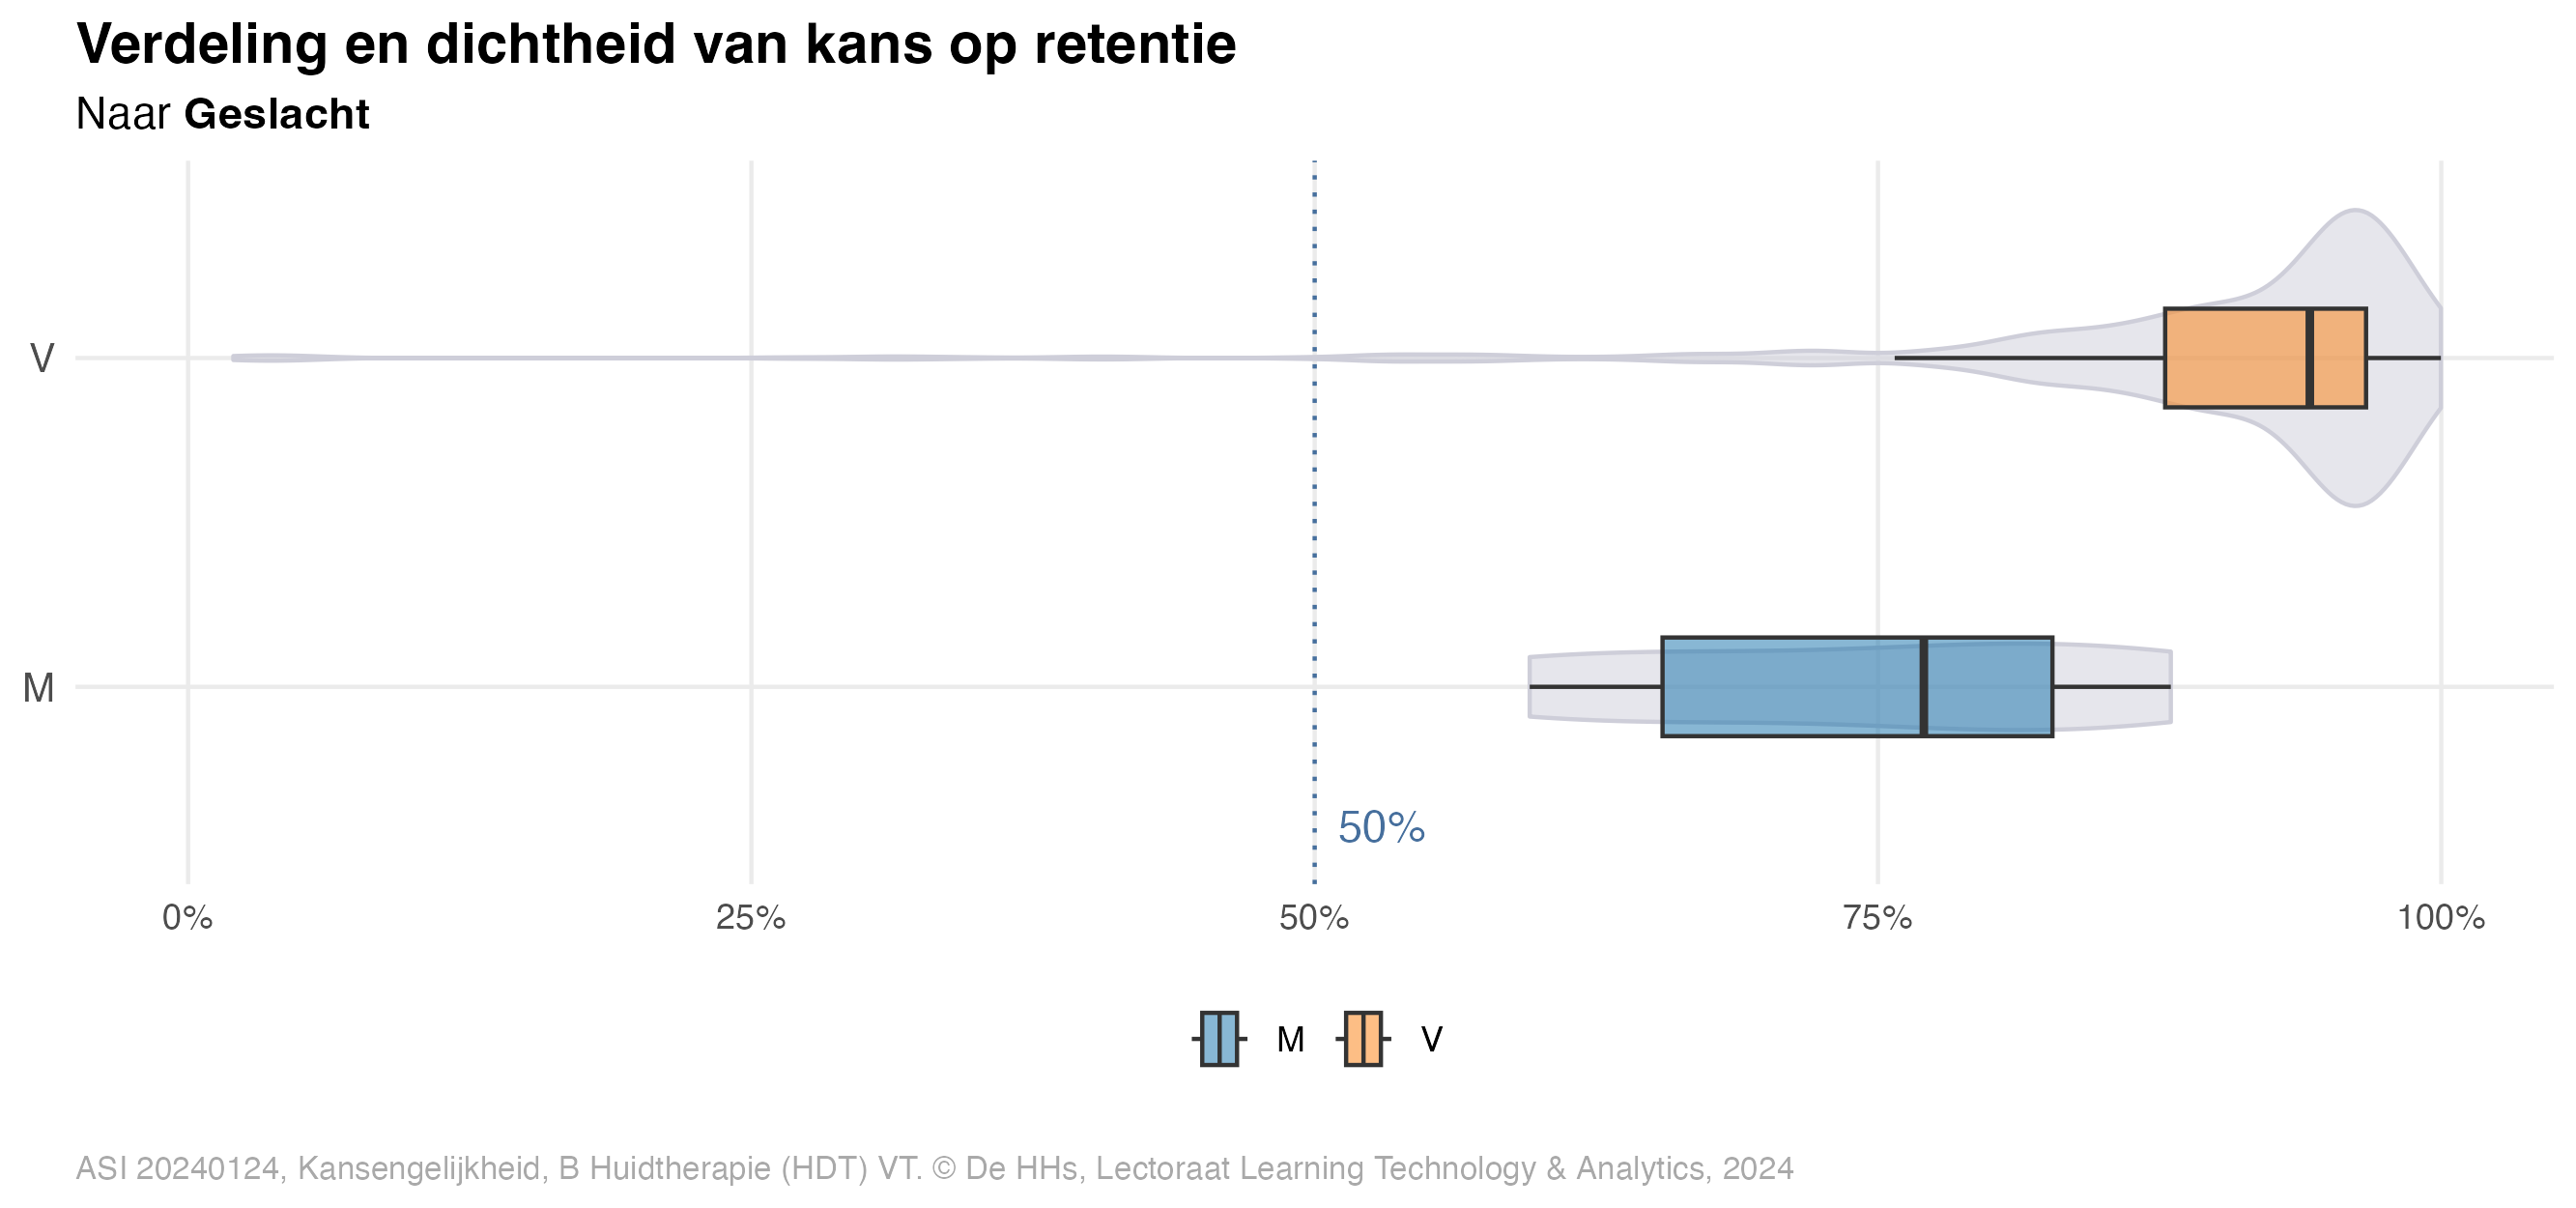 Verdeling en dichtheid van kans op retentie
Naar Geslacht
V
M
50%
0%
25%
50%
75%
100%
M
V
ASI 20240124, Kansengelijkheid, B Huidtherapie (HDT) VT. © De HHs, Lectoraat Learning Technology & Analytics, 2024